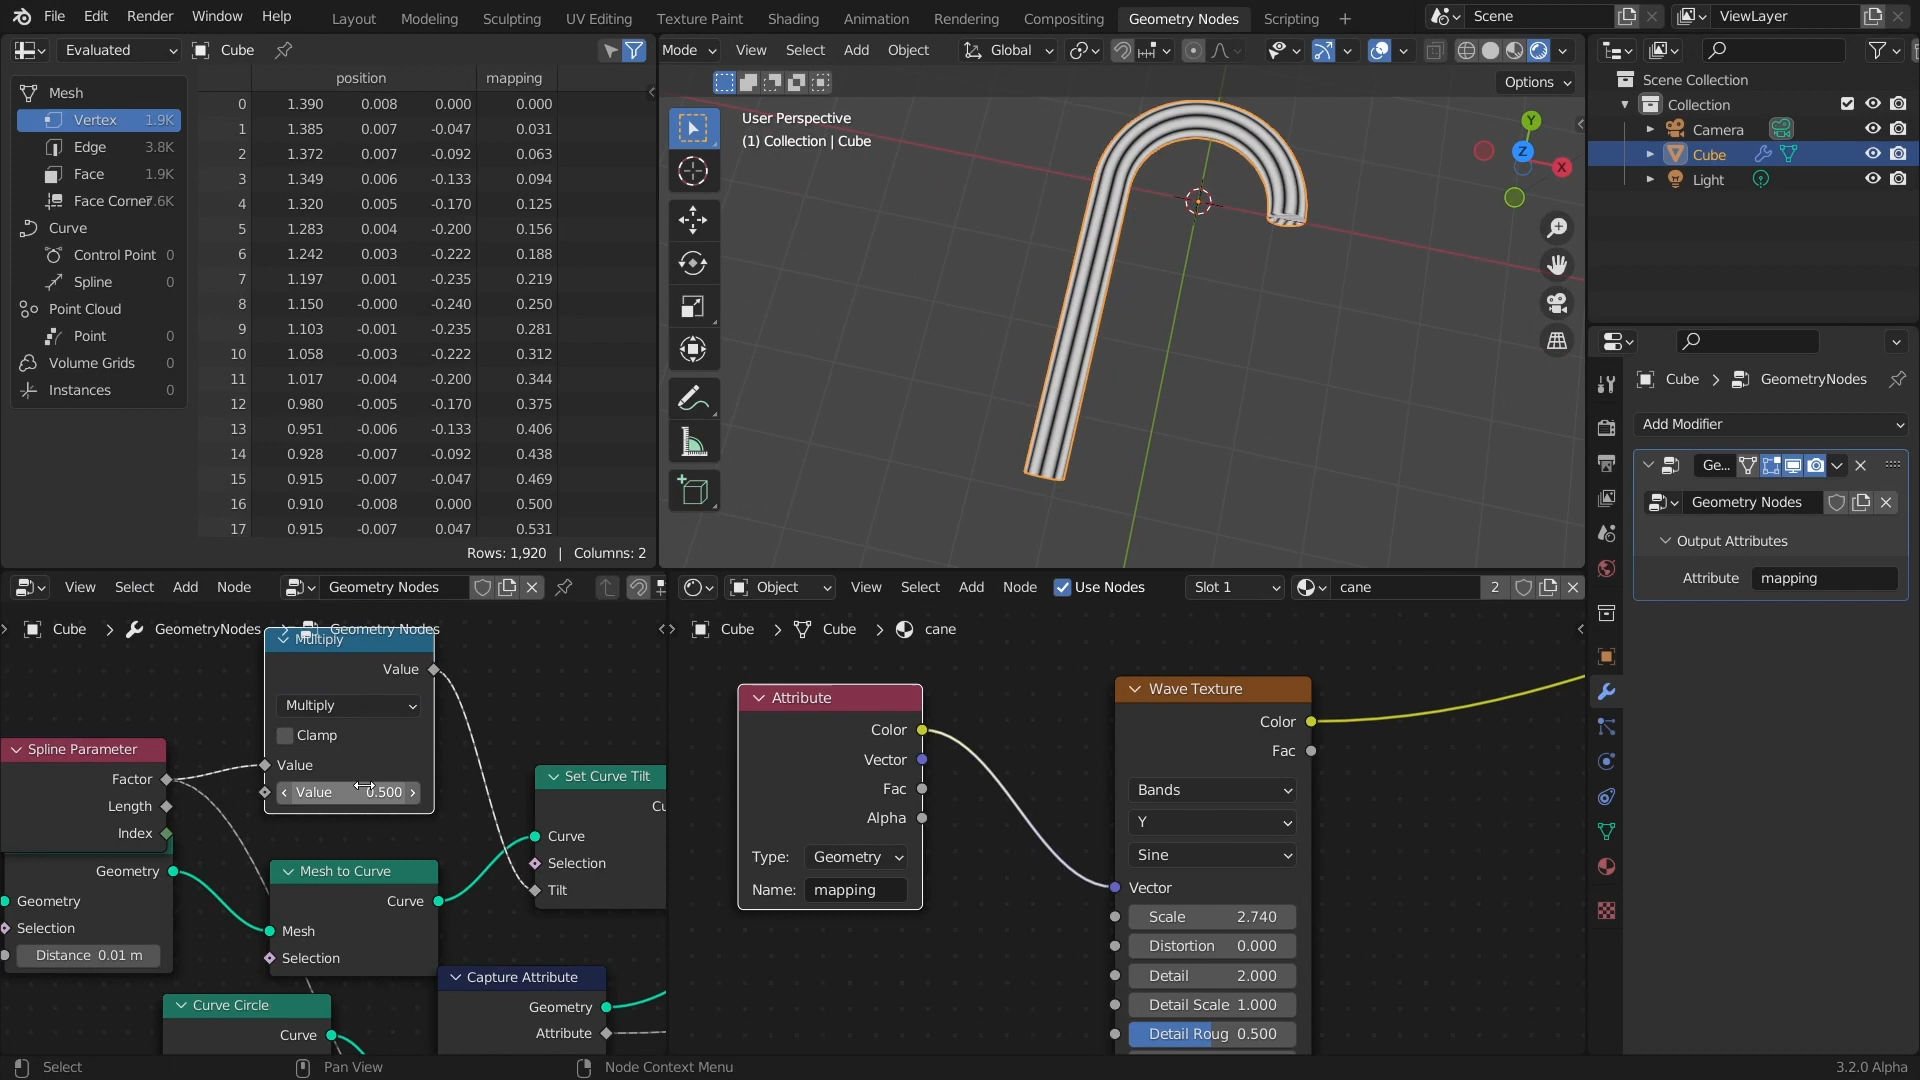 File Edit Render Window Help Layout Modeling Sculpting UV Editing Texture Paint Shading Animation Rendering Compositing Geometry Nodes Scripting + Scene ViewLayer
Evaluated Cube
Mode View Select Add Object Global
Options
position mapping
0 1.390 0.008 0.000 0.000
1 1.385 0.007 -0.047 0.031
2 1.372 0.007 -0.092 0.063
3 1.349 0.006 -0.133 0.094
4 1.320 0.005 -0.170 0.125
5 1.283 0.004 -0.200 0.156
6 1.242 0.003 -0.222 0.188
7 1.197 0.001 -0.235 0.219
8 1.150 -0.000 -0.240 0.250
9 1.103 -0.001 -0.235 0.281
10 1.058 -0.003 -0.222 0.312
11 1.017 -0.004 -0.200 0.344
12 0.980 -0.005 -0.170 0.375
13 0.951 -0.006 -0.133 0.406
14 0.928 -0.007 -0.092 0.438
15 0.915 -0.007 -0.047 0.469
16 0.910 -0.008 0.000 0.500
17 0.915 -0.007 0.047 0.531
Rows: 1,920 | Columns: 2
Mesh
Vertex 1.9K
Edge 3.8K
Face 1.9K
Face Corner 7.6K
Curve
Control Point 0
Spline 0
Point Cloud
Point 0
Volume Grids 0
Instances 0
User Perspective
(1) Collection | Cube
Y
Z
X
Scene Collection
Collection
Camera
Cube
Light
Cube > GeometryNodes
Add Modifier
Ge...
Geometry Nodes
Output Attributes
Attribute mapping
View Select Add Node Geometry Nodes
Cube > GeometryNodes > Geometry Nodes
Multiply
Value
Multiply
Clamp
Value
Value 0.500
Spline Parameter
Factor
Length
Index
Geometry
Geometry
Selection
Distance 0.01 m
Mesh to Curve
Curve
Mesh
Selection
Set Curve Tilt
Curve
Selection
Tilt
Curve Circle
Curve
Capture Attribute
Geometry
Attribute
Object View Select Add Node Use Nodes Slot 1 cane 2
Cube > Cube > cane
Attribute
Color
Vector
Fac
Alpha
Type: Geometry
Name: mapping
Wave Texture
Color
Fac
Bands
Y
Sine
Vector
Scale 2.740
Distortion 0.000
Detail 2.000
Detail Scale 1.000
Detail Roug 0.500
Select Pan View Node Context Menu 3.2.0 Alpha